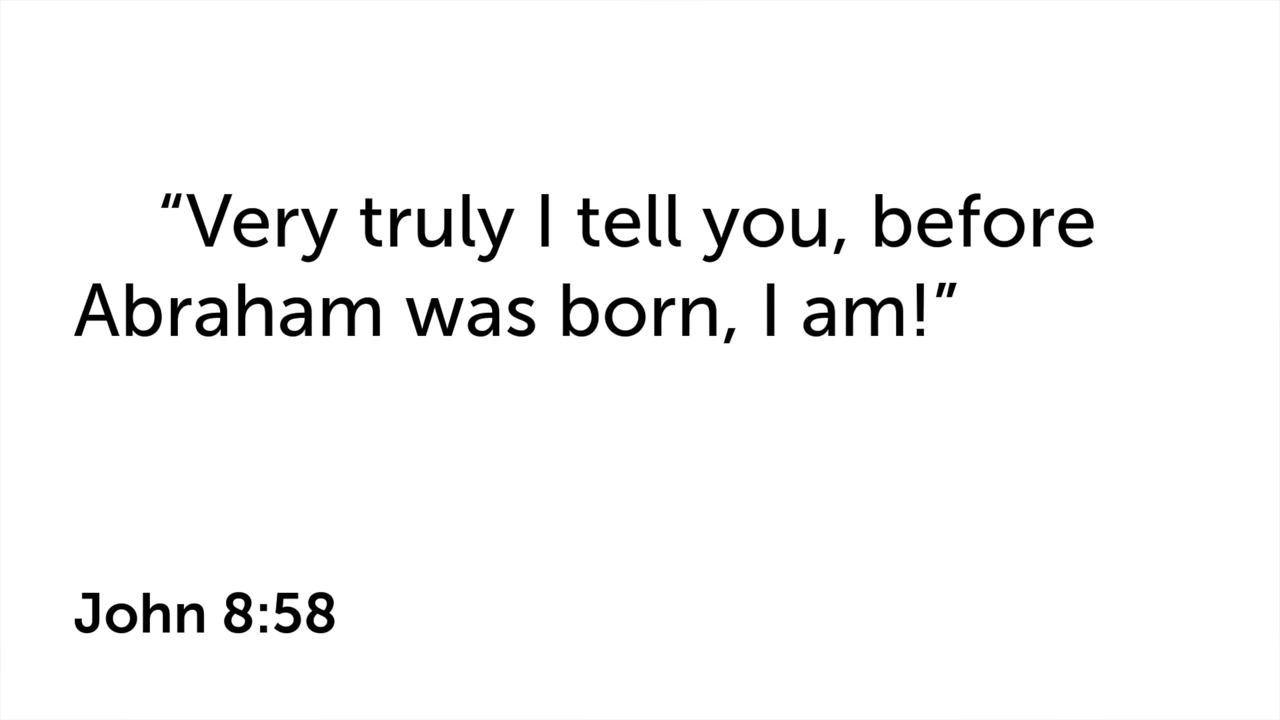 “Very truly I tell you, before
Abraham was born, I am!”
John 8:58